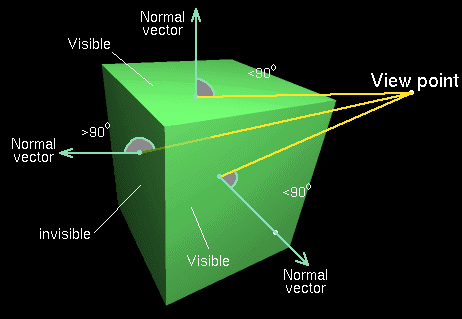 Normal
vector
Visible
<90°
View point
>90°
Normal
vector
<90°
invisible
Visible
Normal
vector